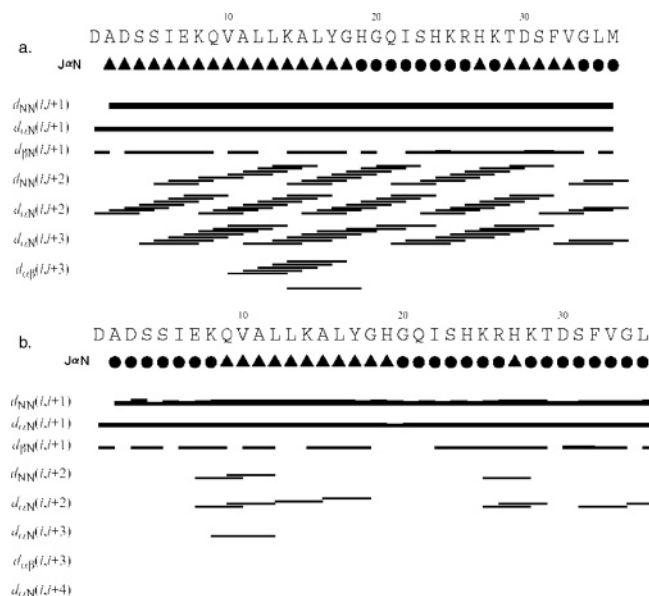 10 20 30
a. DADSSIEKQVALLKALYGHGQISHKRHKTDSFVGLM
JαN
dNN(i,i+1)
dαN(i,i+1)
dβN(i,i+1)
dNN(i,i+2)
dαN(i,i+2)
dαN(i,i+3)
dαβ(i,i+3)
10 20 30
b. DADSSIEKQVALLKALYGHGQISHKRHKTDSFVGL
JαN
dNN(i,i+1)
dαN(i,i+1)
dβN(i,i+1)
dNN(i,i+2)
dαN(i,i+2)
dαN(i,i+3)
dαβ(i,i+3)
dαN(i,i+4)